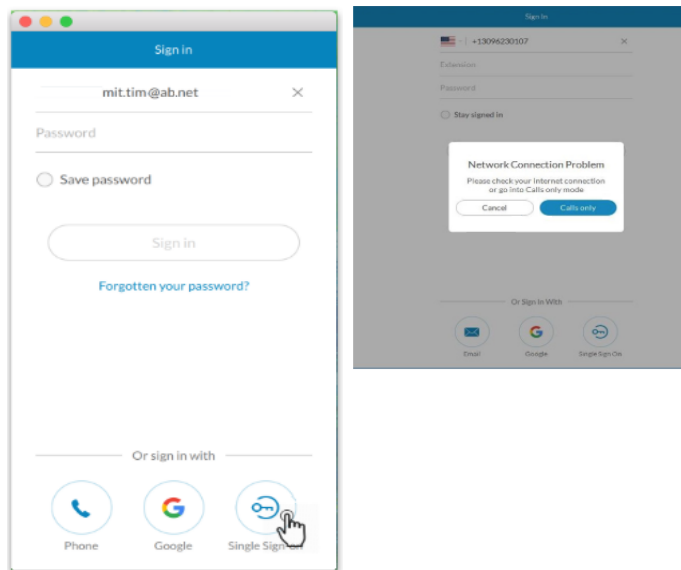 Sign in
mit.tim@ab.net
Password
Save password
Sign in
Forgotten your password?
Or sign in with
Phone
Google
Single Sign-on
Sign In
+13096230107
Extension
Password
Stay signed in
Network Connection Problem
Please check your Internet connection
or go into Calls only
mode
Cancel
Calls only
Or Sign In With
Email
Google
Single Sign On